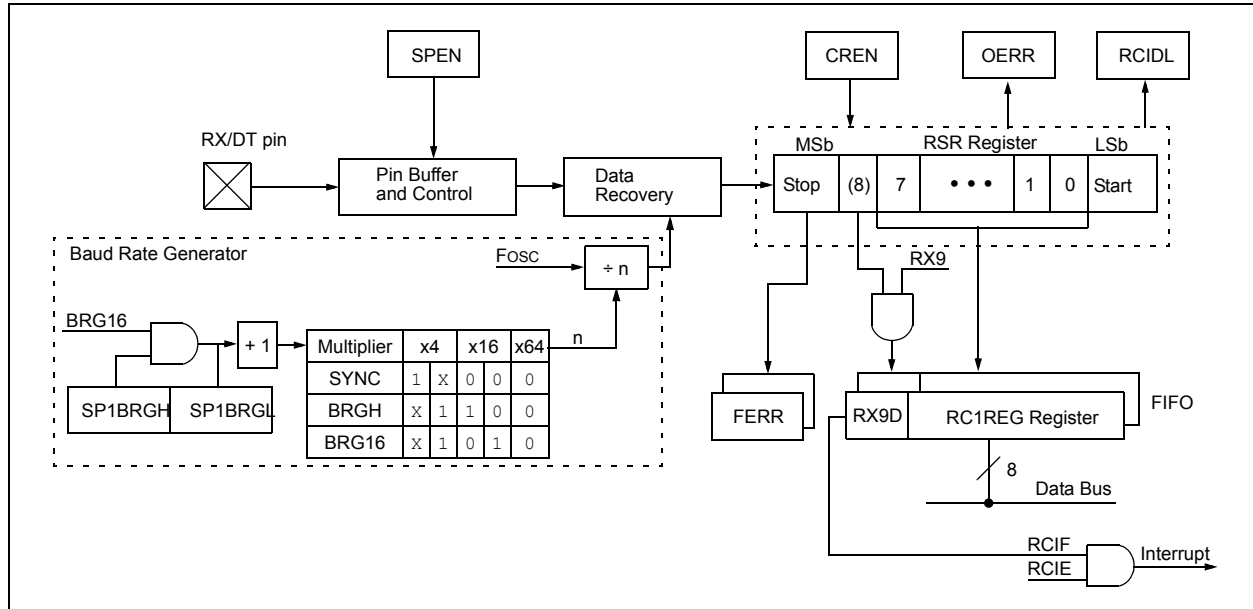 SPEN
CREN
OERR
RCIDL
RX/DT pin
MSb
RSR Register
LSb
Pin Buffer
and Control
Data
Recovery
Stop (8) 7 • • • 1 0 Start
Baud Rate Generator
FOSC
÷ n
RX9
BRG16
+ 1
n
Multiplier x4 x16 x64
SYNC 1 X 0 0 0
BRGH X 1 1 0 0
BRG16 X 1 0 1 0
SP1BRGH SP1BRGL
FERR
RX9D
RC1REG Register
FIFO
8
Data Bus
RCIF
RCIE
Interrupt